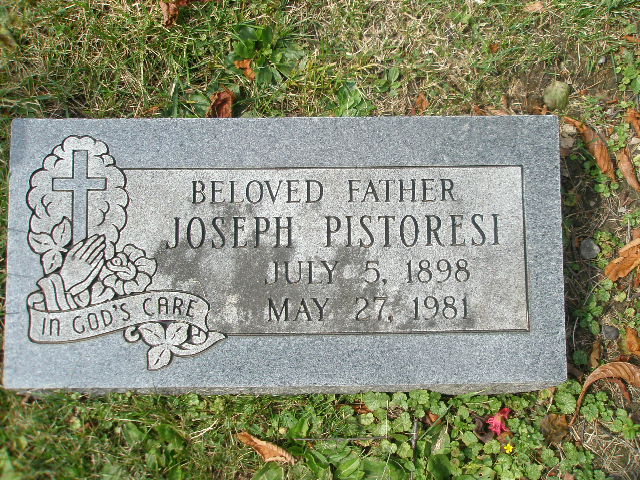 BELOVED FATHER
JOSEPH PISTORESI
JULY 5, 1898
MAY 27, 1981
IN GOD'S CARE